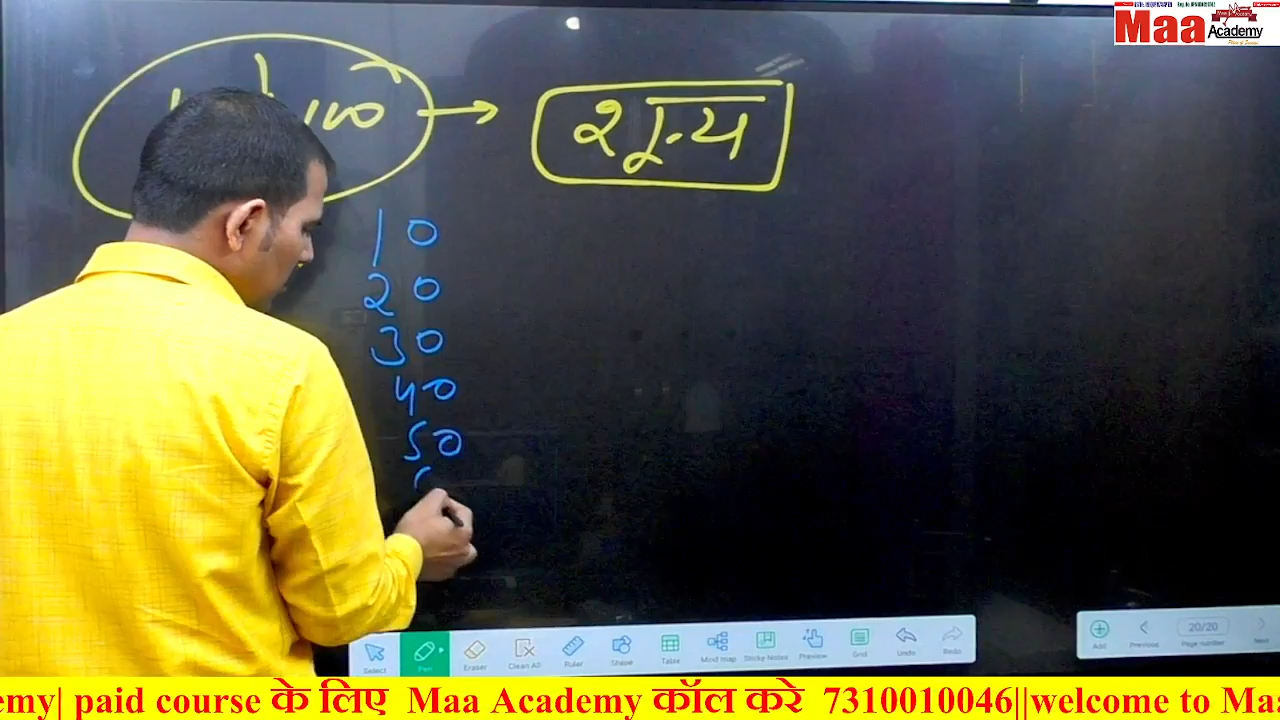 Maa Academy
100
शून्य
10
20
30
40
50
Select Pen Eraser Clean All Ruler Shape Table Mind map Sticky-Notes Preview Grid Undo Redo
Add Previous 20/20 Page number Next
emy| paid course के लिए Maa Academy कॉल करे 7310010046||welcome to Maa